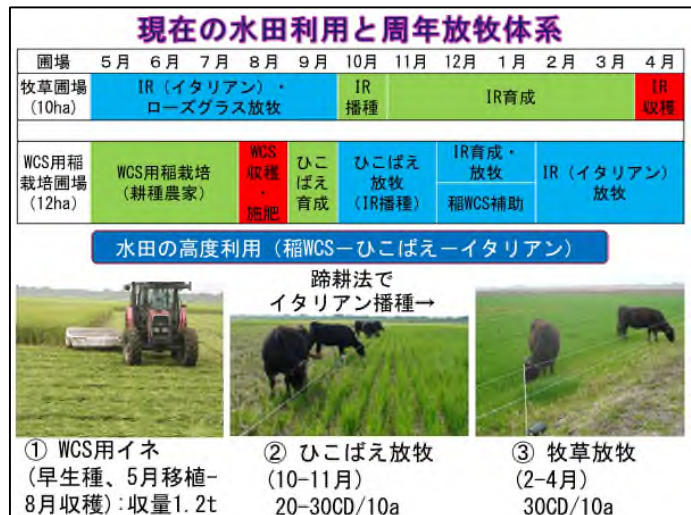 現在の水田利用と周年放牧体系
圃場 5月 6月 7月 8月 9月 10月 11月 12月 1月 2月 3月 4月
牧草圃場
(10ha)
IR(イタリアン)・
ローズグラス放牧
IR
播種
IR育成
IR
収穫
WCS用稲
栽培圃場
(12ha)
WCS用稲栽培
(耕種農家)
WCS
収穫
・
施肥
ひこ
ばえ
育成
ひこばえ
放牧
(IR播種)
IR育成・
放牧
稲WCS補助
IR(イタリアン)
放牧
水田の高度利用(稲WCS－ひこばえ－イタリアン)
蹄耕法で
イタリアン播種→
① WCS用イネ
(早生種、5月移植-
8月収穫):収量1.2t
② ひこばえ放牧
(10-11月)
20-30CD/10a
③ 牧草放牧
(2-4月)
30CD/10a